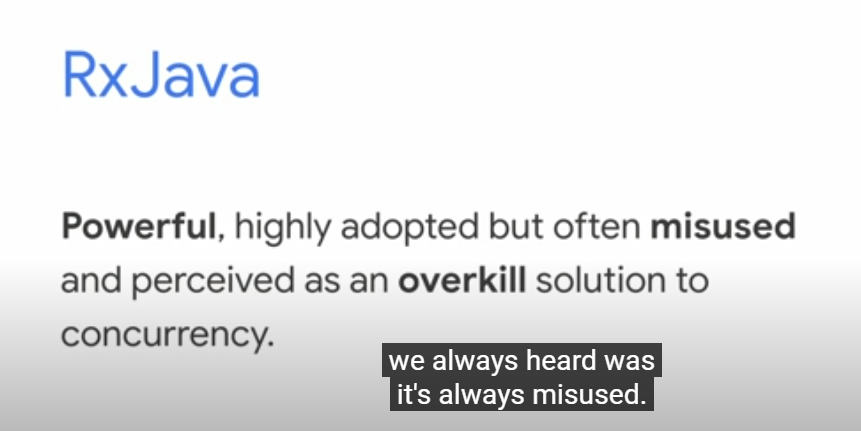 RxJava
Powerful, highly adopted but often misused
and perceived as an overkill solution to
concurrency.
we always heard was
it's always misused.